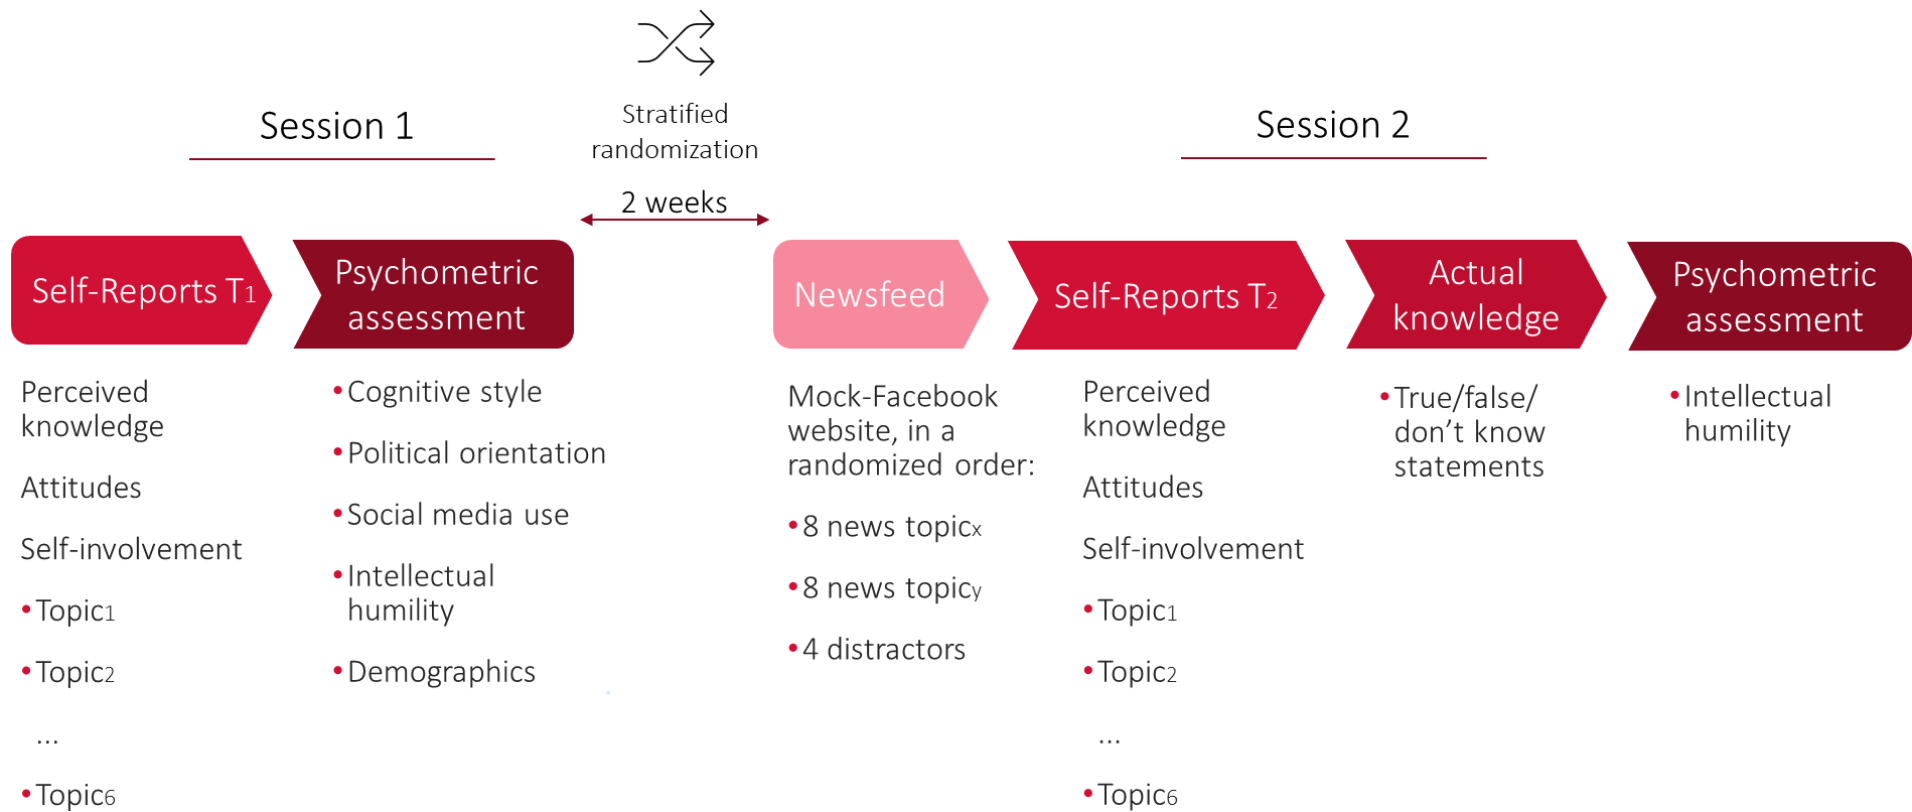 Session 1
Stratified
randomization
2 weeks
Session 2
Self-Reports T1
Psychometric
assessment
Newsfeed
Self-Reports T2
Actual
knowledge
Psychometric
assessment
Perceived
knowledge
Attitudes
Self-involvement
•Topic1
•Topic2
...
•Topic6
•Cognitive style
•Political orientation
•Social media use
•Intellectual
humility
•Demographics
Mock-Facebook
website, in a
randomized order:
•8 news topicx
•8 news topicy
•4 distractors
Perceived
knowledge
Attitudes
Self-involvement
•Topic1
•Topic2
...
•Topic6
•True/false/
don’t know
statements
•Intellectual
humility